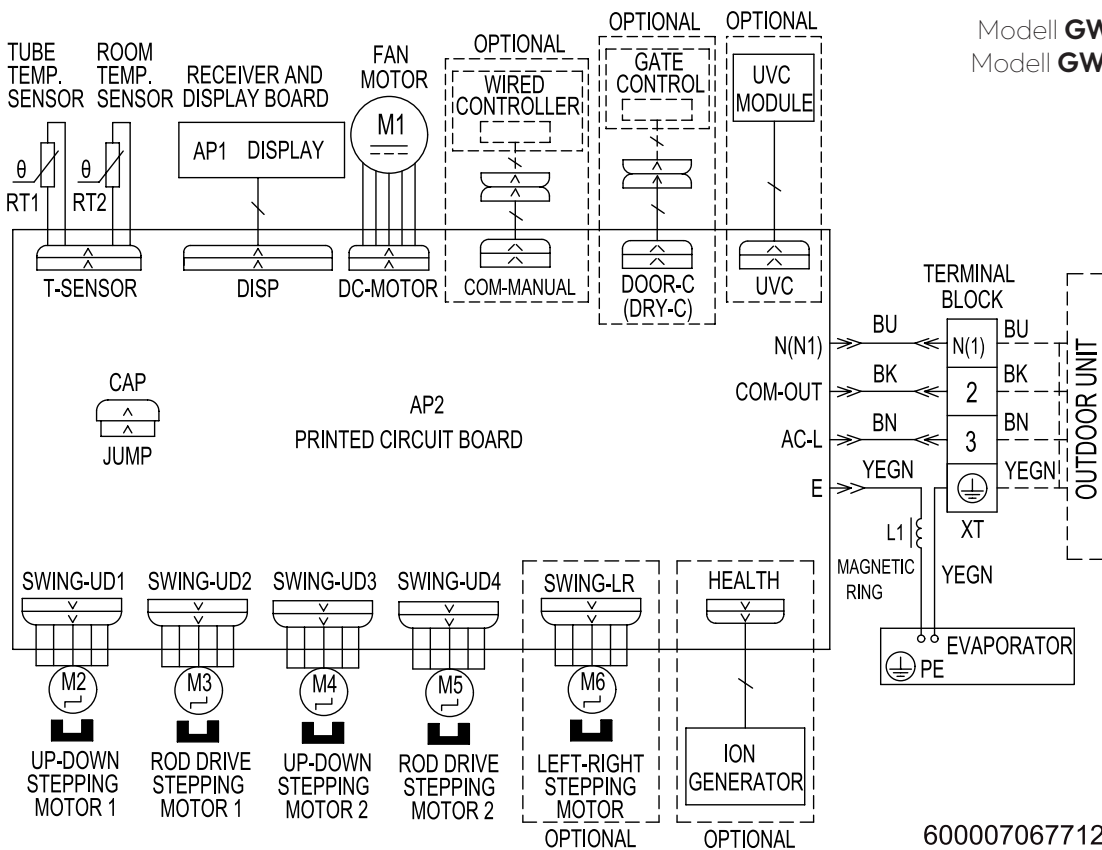 Modell GW
Modell GW
TUBE
TEMP.
SENSOR
ROOM
TEMP.
SENSOR
RECEIVER AND
DISPLAY BOARD
FAN
MOTOR
OPTIONAL
OPTIONAL
OPTIONAL
WIRED
CONTROLLER
GATE
CONTROL
UVC
MODULE
θ
RT1
θ
RT2
AP1 DISPLAY
M1
T-SENSOR
DISP
DC-MOTOR
COM-MANUAL
DOOR-C
(DRY-C)
UVC
TERMINAL
BLOCK
N(N1)
BU
N(1)
BU
COM-OUT
BK
2
BK
AC-L
BN
3
BN
E
YEGN
YEGN
XT
OUTDOOR UNIT
CAP
JUMP
AP2
PRINTED CIRCUIT BOARD
L1
MAGNETIC
RING
YEGN
EVAPORATOR
PE
SWING-UD1
SWING-UD2
SWING-UD3
SWING-UD4
SWING-LR
HEALTH
M2
M3
M4
M5
M6
UP-DOWN
STEPPING
MOTOR 1
ROD DRIVE
STEPPING
MOTOR 1
UP-DOWN
STEPPING
MOTOR 2
ROD DRIVE
STEPPING
MOTOR 2
LEFT-RIGHT
STEPPING
MOTOR
OPTIONAL
ION
GENERATOR
OPTIONAL
600007067712